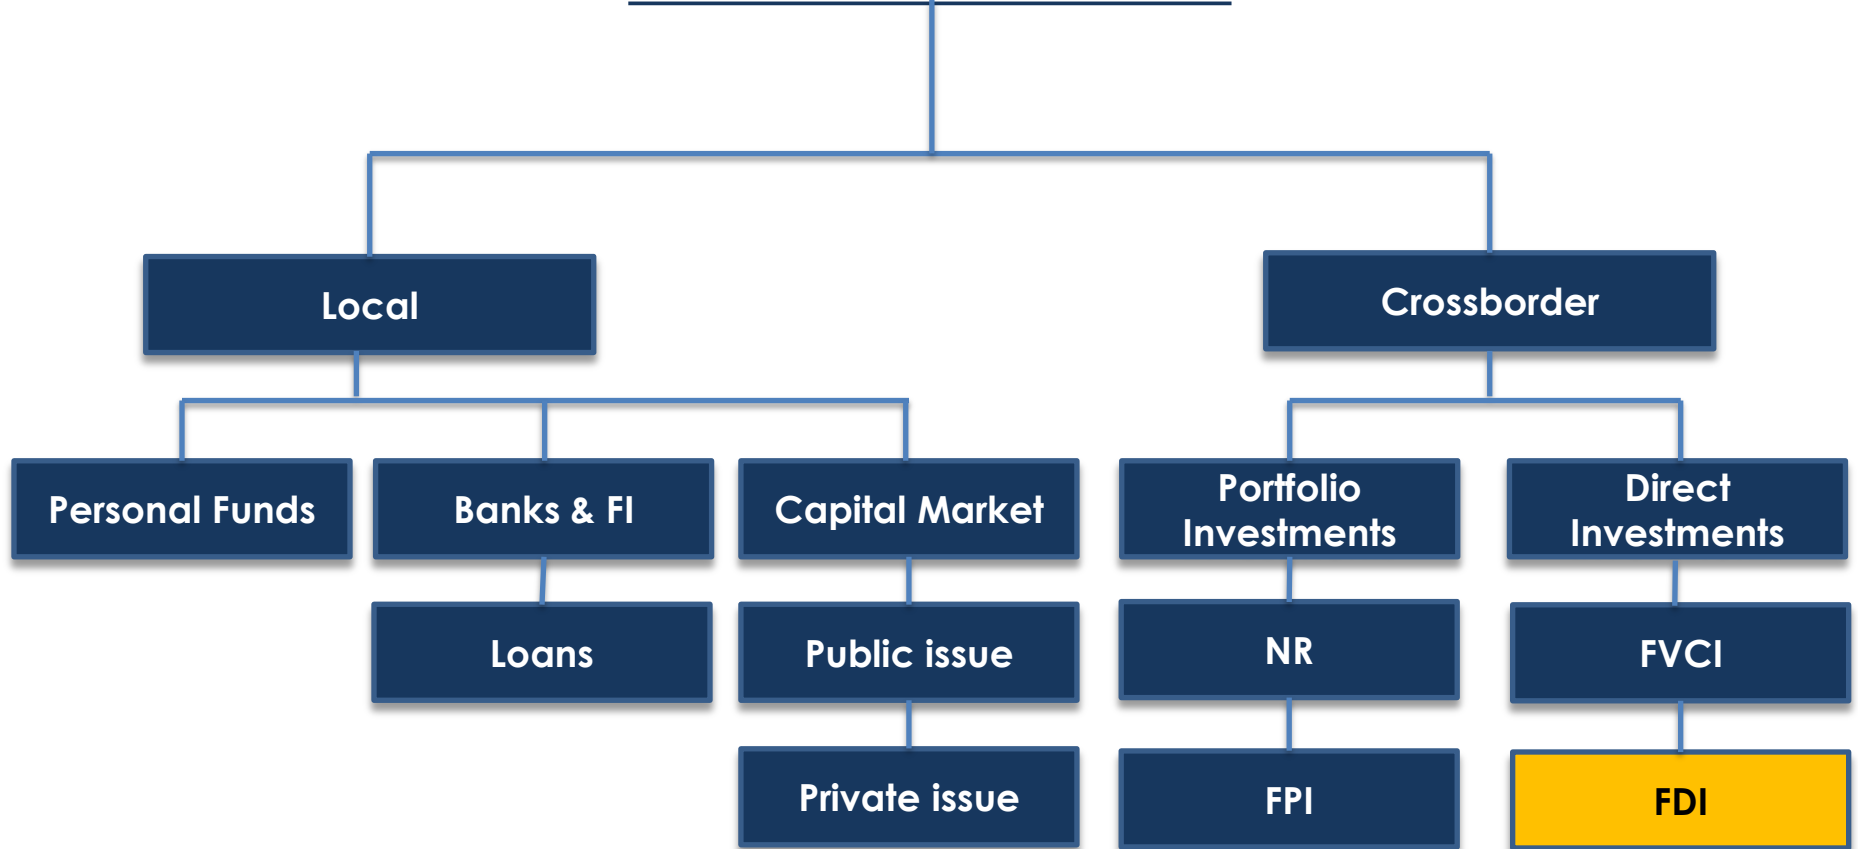 Local
Crossborder
Personal Funds
Banks & FI
Capital Market
Portfolio
Investments
Direct
Investments
Loans
Public issue
NR
FVCI
Private issue
FPI
FDI